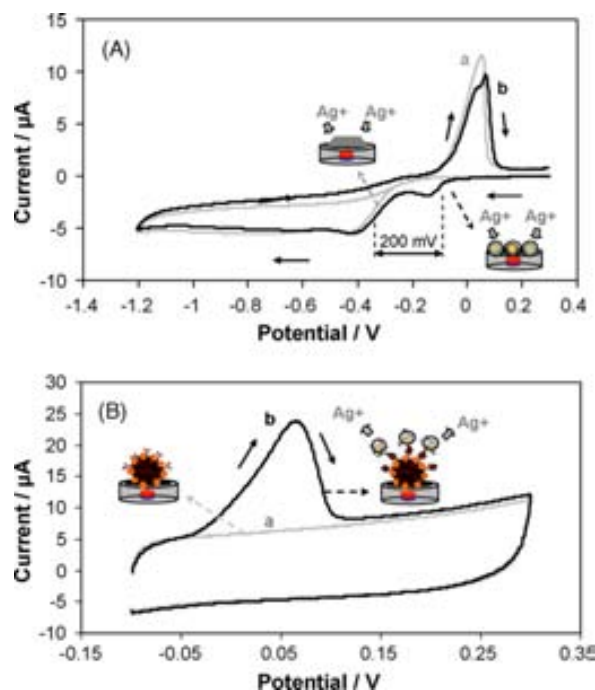 (A)
15
10
5
0
-5
-10
Current / µA
a
b
Ag+ Ag+
Ag+ Ag+
200 mV
-1.4 -1.2 -1 -0.8 -0.6 -0.4 -0.2 0 0.2 0.4
Potential / V
(B)
30
25
20
15
10
5
0
-5
-10
Current / µA
b
a
Ag+ Ag+
-0.15 -0.05 0.05 0.15 0.25 0.35
Potential / V